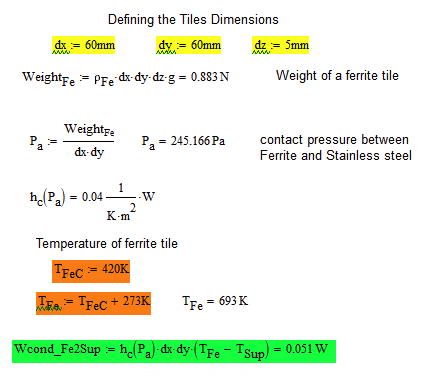 Defining the Tiles Dimensions
dx := 60mm dy := 60mm dz := 5mm
Weight_Fe := ρ_Fe·dx·dy·dz·g = 0.883 N Weight of a ferrite tile
P_a := Weight_Fe / dx·dy P_a = 245.166 Pa contact pressure between
Ferrite and Stainless steel
h_c(P_a) = 0.04 1 / K·m² ·W
Temperature of ferrite tile
T_FeC := 420K
T_Fe := T_FeC + 273K T_Fe = 693 K
Wcond_Fe2Sup := h_c(P_a)·dx·dy·(T_Fe − T_Sup) = 0.051 W